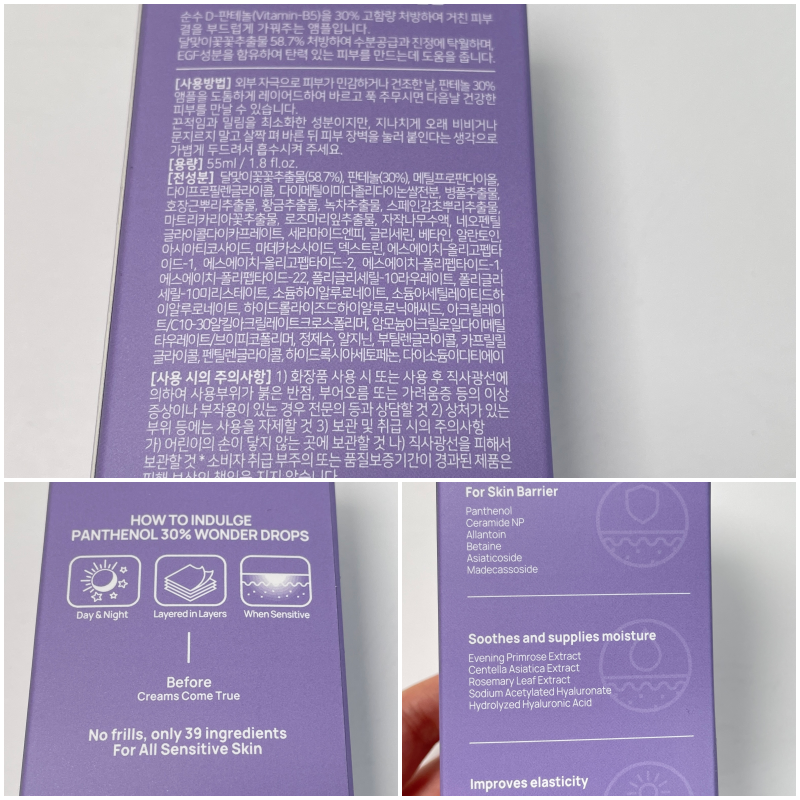 순수 D-판테놀(Vitamin-B5)을 30% 고함량 처방하여 거친 피부
결을 부드럽게 가꿔주는 앰플입니다.
달맞이꽃꽃추출물 58.7% 처방하여 수분공급과 진정에 탁월하며,
EGF성분을 함유하여 탄력 있는 피부를 만드는데 도움을 줍니다.
[사용방법] 외부 자극으로 피부가 민감하거나 건조한 날, 판테놀 30%
앰플을 도톰하게 레이어드하여 바르고 푹 주무시면 다음날 건강한
피부를 만날 수 있습니다.
끈적임과 밀림을 최소화한 성분이지만, 지나치게 오래 비비거나
문지르지 말고 살짝 펴 바른 뒤 피부 장벽을 눌러 붙인다는 생각으로
가볍게 두드려서 흡수시켜 주세요.
[용량] 55ml / 1.8 fl.oz.
[전성분] 달맞이꽃꽃추출물(58.7%), 판테놀(30%), 메틸프로판다이올,
다이프로필렌글라이콜, 다이메틸이미다졸리다이논쌀전분, 병풀추출물,
호장근뿌리추출물, 황금추출물, 녹차추출물, 스페인감초뿌리추출물,
마트리카리아꽃추출물, 로즈마리잎추출물, 자작나무수액, 네오펜틸
글라이콜다이카프레이트, 세라마이드엔피, 글리세린, 베타인, 알란토인,
아시아티코사이드, 마데카소사이드, 덱스트린, 에스에이치-올리고펩타
이드-1, 에스에이치-올리고펩타이드-2, 에스에이치-폴리펩타이드-1,
에스에이치-폴리펩타이드-22, 폴리글리세릴-10라우레이트, 폴리글리
세릴-10미리스테이트, 소듐하이알루로네이트, 소듐아세틸레이티드하
이알루로네이트, 하이드롤라이즈드하이알루로닉애씨드, 아크릴레이
트/C10-30알킬아크릴레이트크로스폴리머, 암모늄아크릴로일다이메틸
타우레이트/브이피코폴리머, 정제수, 알지닌, 부틸렌글라이콜, 카프릴릴
글라이콜, 펜틸렌글라이콜, 하이드록시아세토페논, 다이소듐이디티에이
[사용 시의 주의사항] 1) 화장품 사용 시 또는 사용 후 직사광선에
의하여 사용부위가 붉은 반점, 부어오름 또는 가려움증 등의 이상
증상이나 부작용이 있는 경우 전문의 등과 상담할 것 2) 상처가 있는
부위 등에는 사용을 자제할 것 3) 보관 및 취급 시의 주의사항
가) 어린이의 손이 닿지 않는 곳에 보관할 것 나) 직사광선을 피해서
보관할 것 * 소비자 취급 부주의 또는 품질보증기간이 경과된 제품은
피해 보상의 책임을 지지 않습니다.
HOW TO INDULGE
PANTHENOL 30% WONDER DROPS
Day & Night
Layered in Layers
When Sensitive
Before
Creams Come True
No frills, only 39 ingredients
For All Sensitive Skin
For Skin Barrier
Panthenol
Ceramide NP
Allantoin
Betaine
Asiaticoside
Madecassoside
Soothes and supplies moisture
Evening Primrose Extract
Centella Asiatica Extract
Rosemary Leaf Extract
Sodium Acetylated Hyaluronate
Hydrolyzed Hyaluronic Acid
Improves elasticity